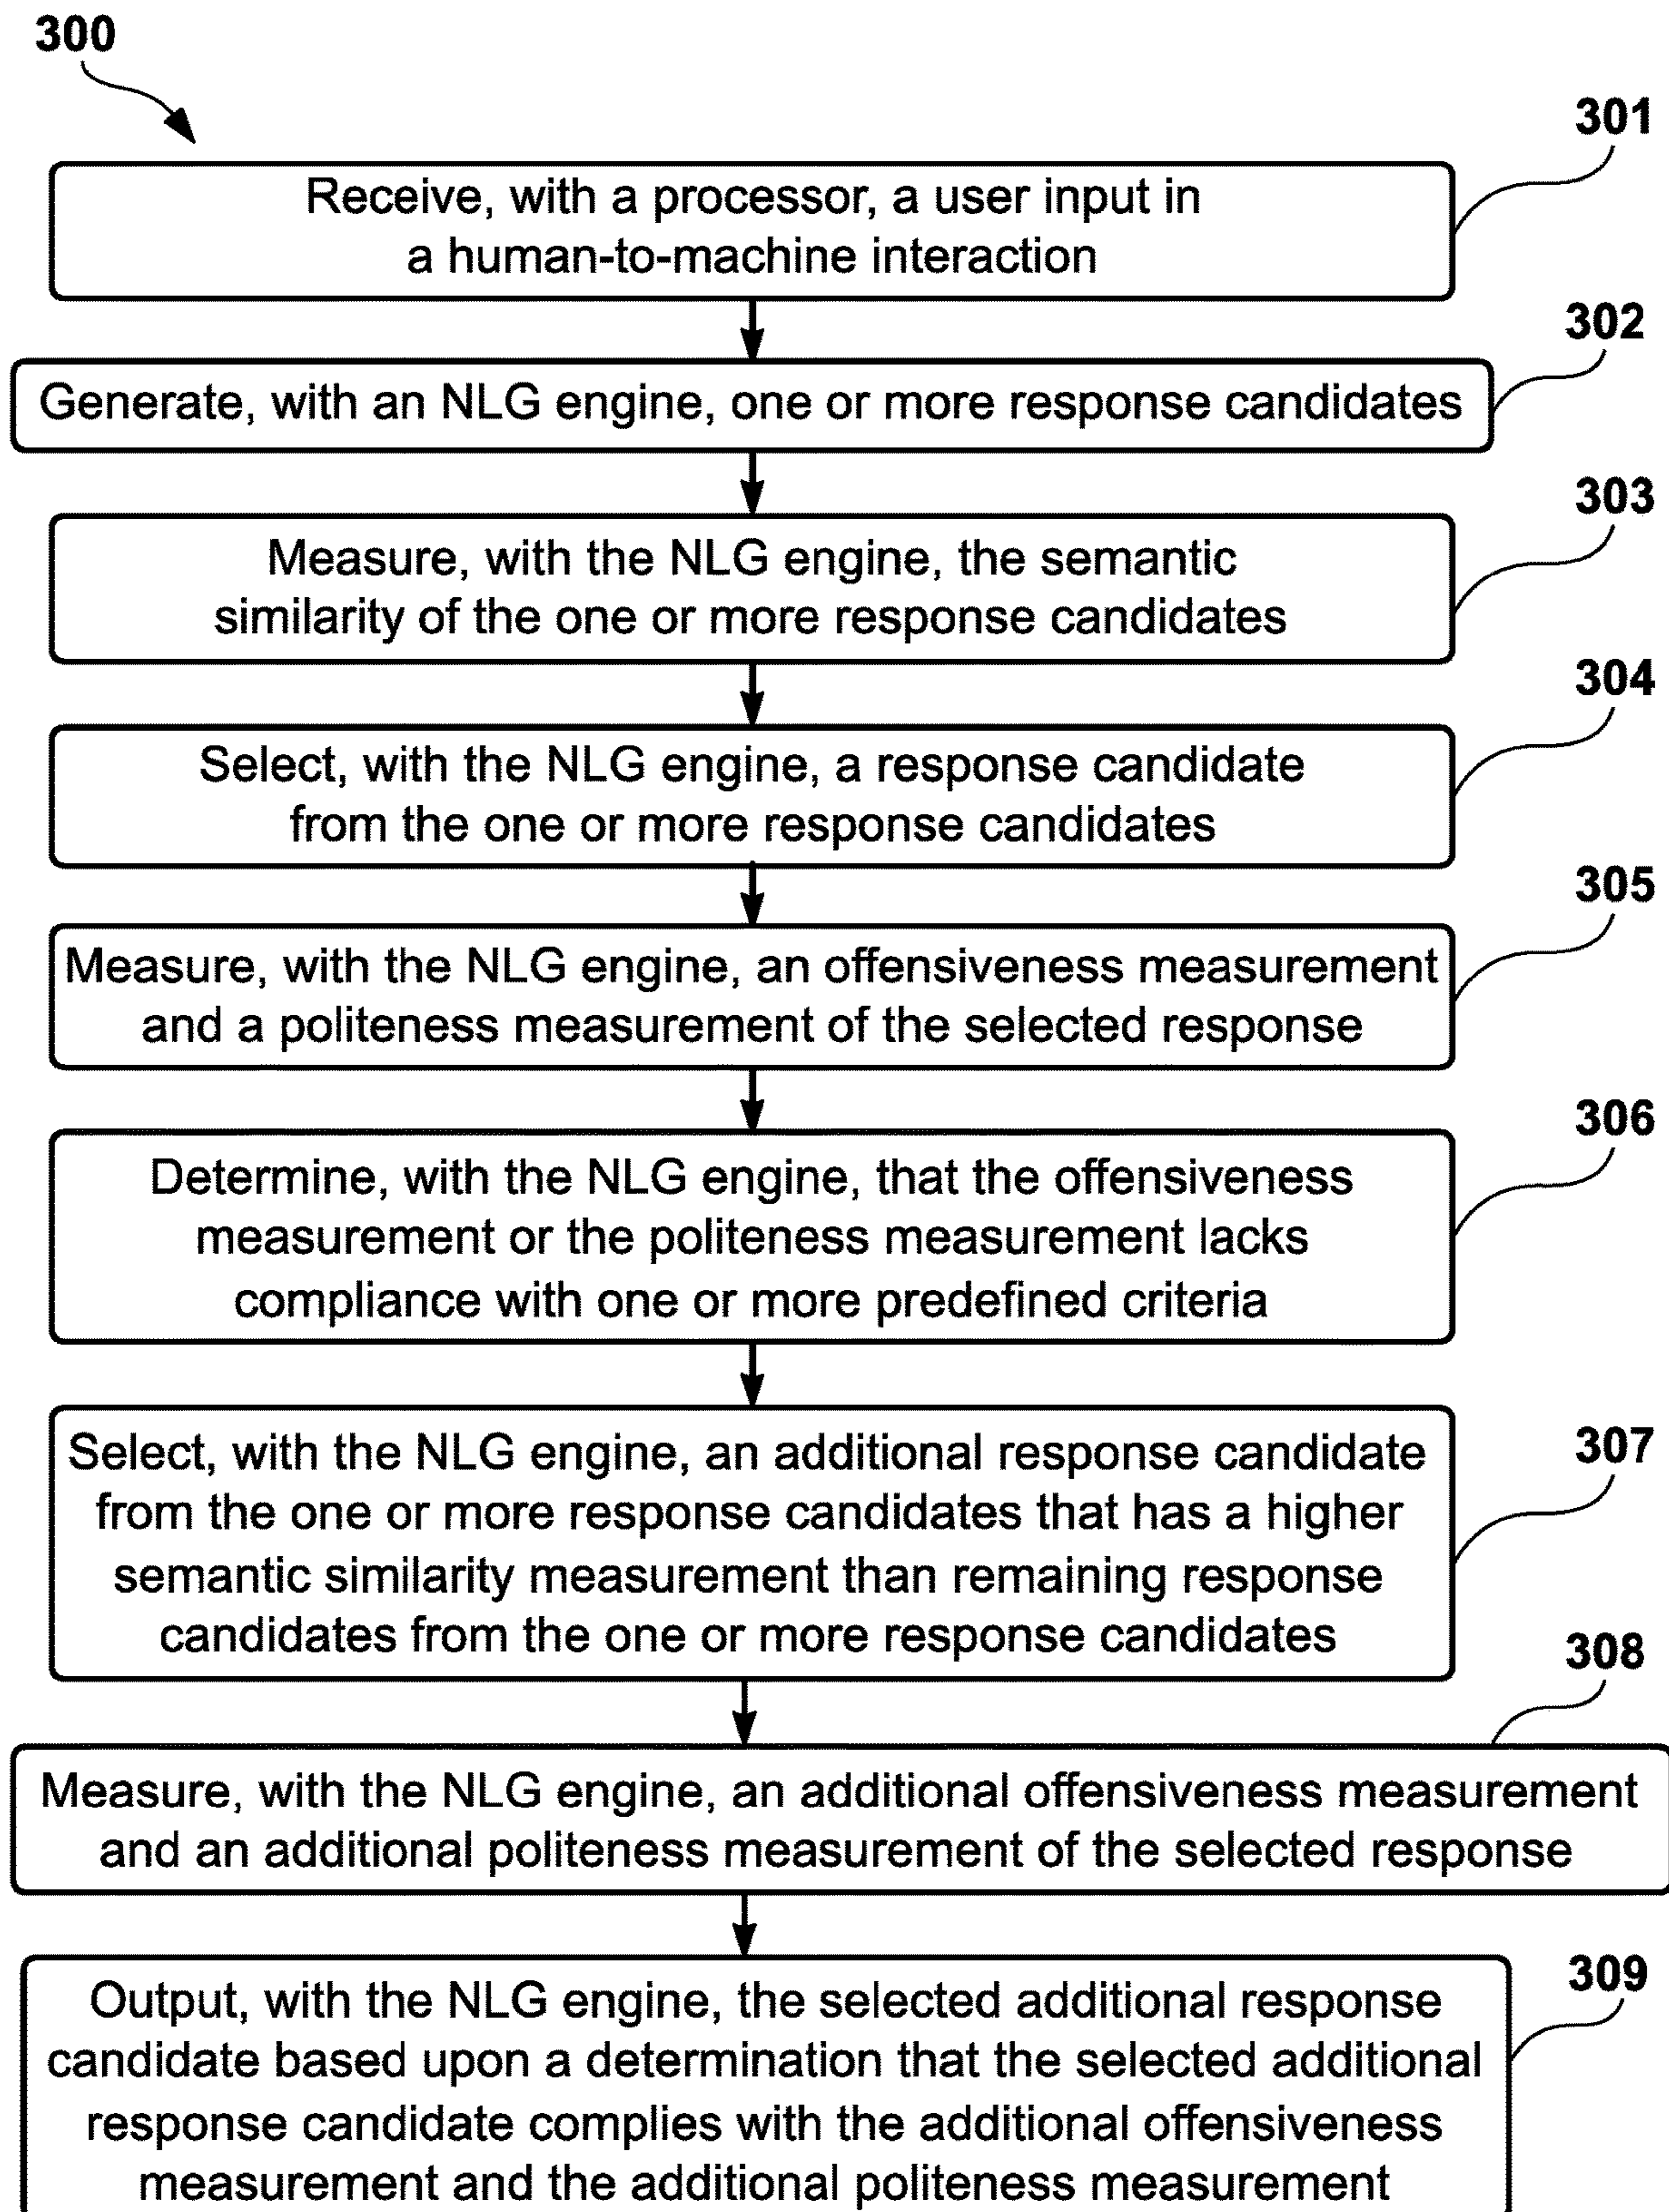 300
301
Receive, with a processor, a user input in
a human-to-machine interaction
302
Generate, with an NLG engine, one or more response candidates
303
Measure, with the NLG engine, the semantic
similarity of the one or more response candidates
304
Select, with the NLG engine, a response candidate
from the one or more response candidates
305
Measure, with the NLG engine, an offensiveness measurement
and a politeness measurement of the selected response
306
Determine, with the NLG engine, that the offensiveness
measurement or the politeness measurement lacks
compliance with one or more predefined criteria
307
Select, with the NLG engine, an additional response candidate
from the one or more response candidates that has a higher
semantic similarity measurement than remaining response
candidates from the one or more response candidates
308
Measure, with the NLG engine, an additional offensiveness measurement
and an additional politeness measurement of the selected response
309
Output, with the NLG engine, the selected additional response
candidate based upon a determination that the selected additional
response candidate complies with the additional offensiveness
measurement and the additional politeness measurement